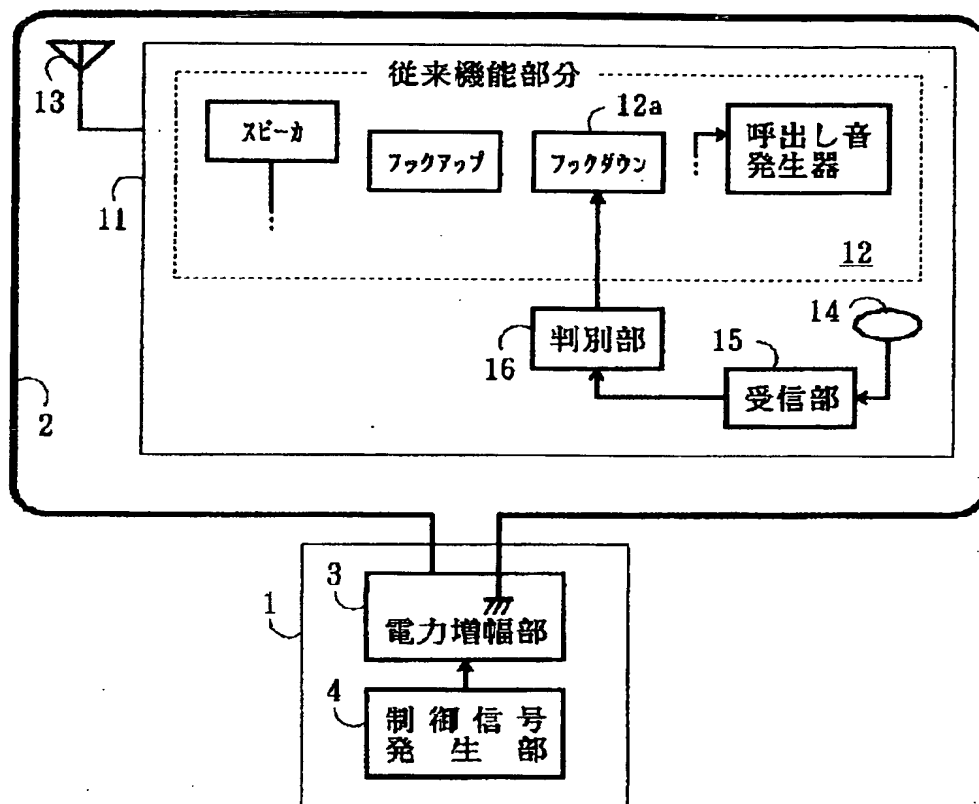 従来機能部分
13
スピーカ
フックアップ
12a
フックダウン
呼出し音
発生器
11
12
14
判別部
16
15
受信部
2
3
1
電力増幅部
4
制御信号
発生部